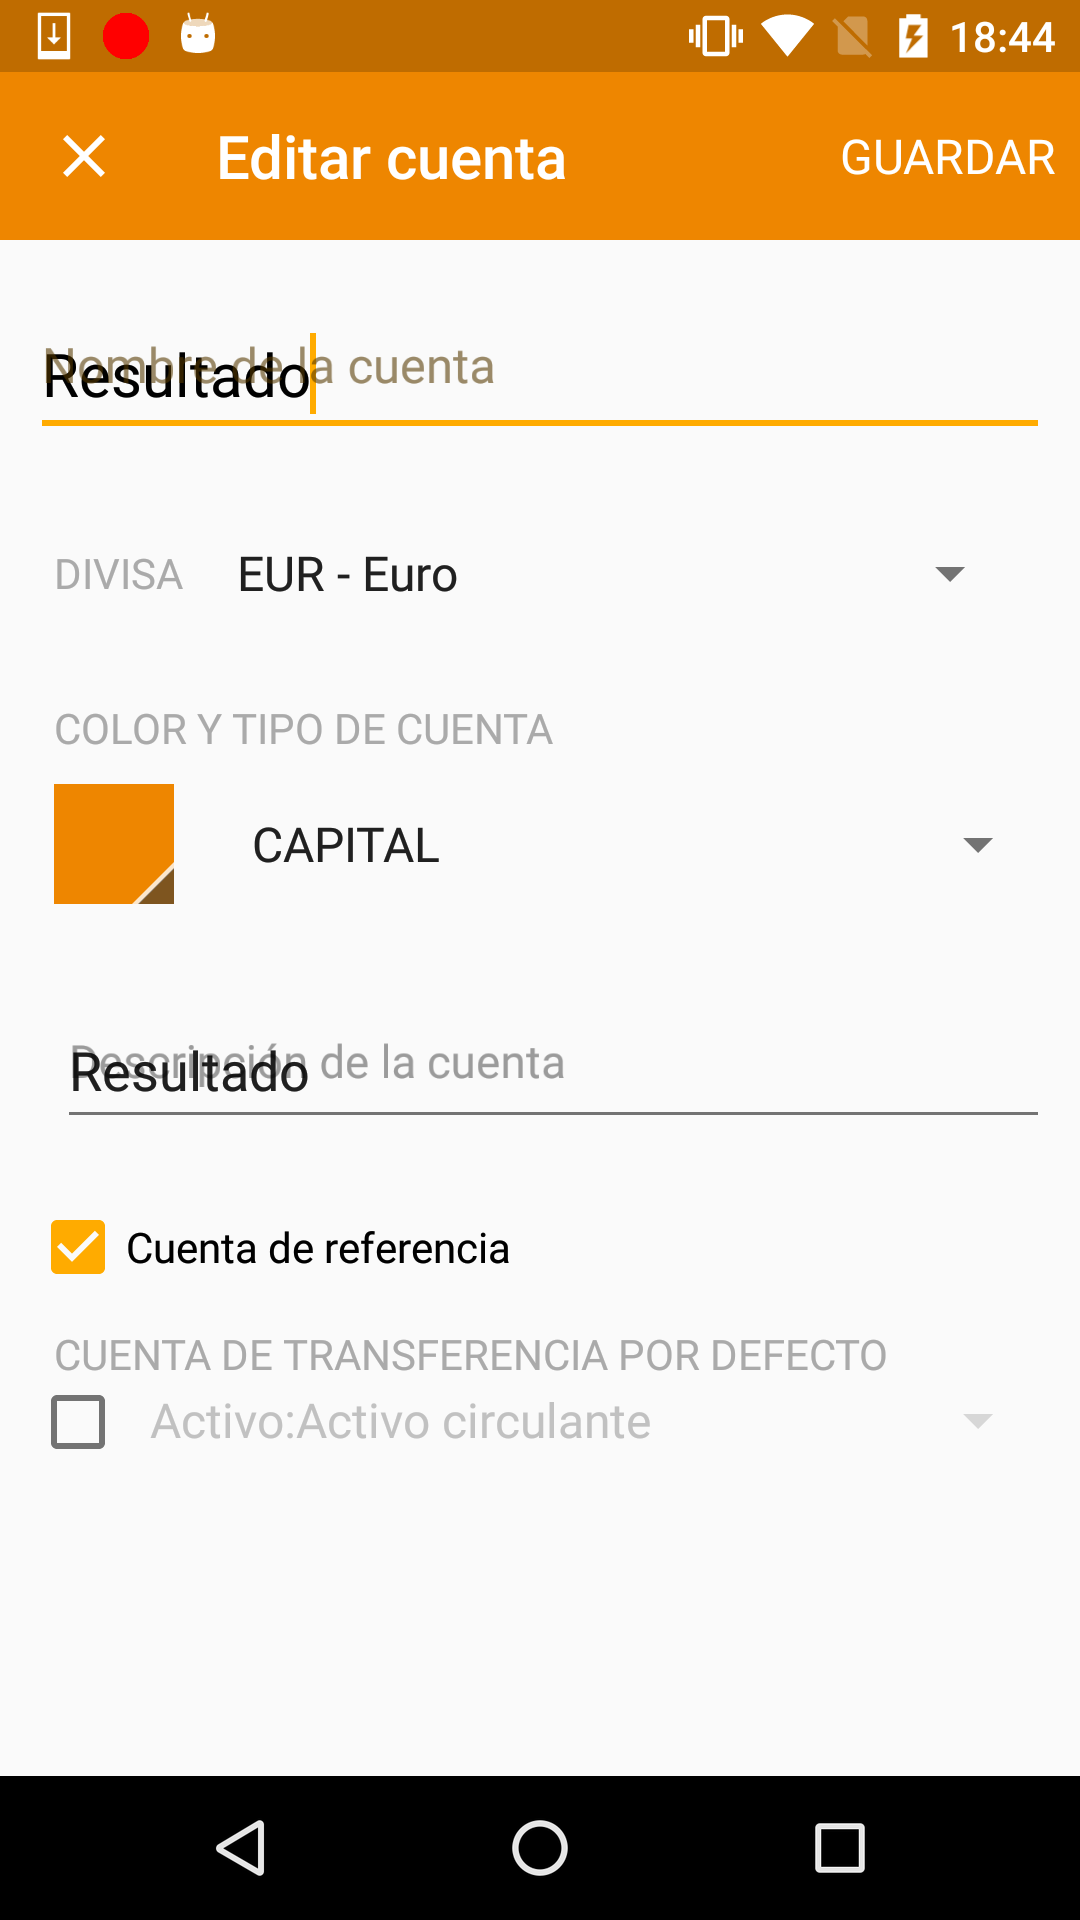 18:44
Editar cuenta
GUARDAR
Nombre de la cuenta
Resultado
DIVISA
EUR - Euro
COLOR Y TIPO DE CUENTA
CAPITAL
Descripción de la cuenta
Resultado
Cuenta de referencia
CUENTA DE TRANSFERENCIA POR DEFECTO
Activo:Activo circulante